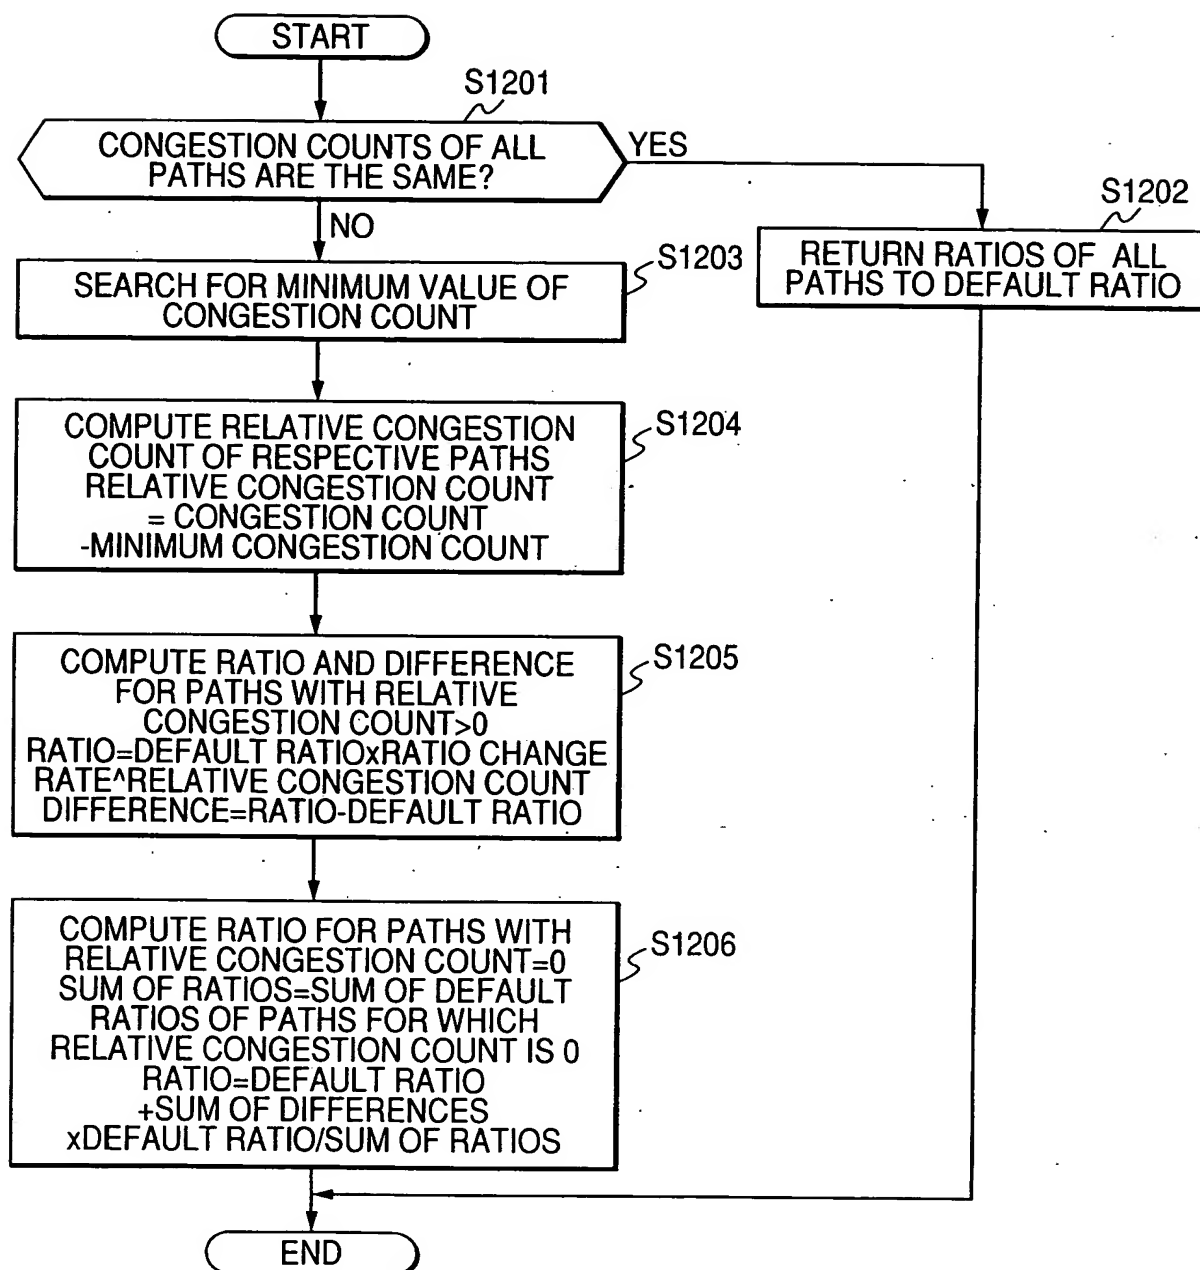 START
S1201
CONGESTION COUNTS OF ALL
PATHS ARE THE SAME?
YES
NO
S1202
RETURN RATIOS OF ALL
PATHS TO DEFAULT RATIO
S1203
SEARCH FOR MINIMUM VALUE OF
CONGESTION COUNT
S1204
COMPUTE RELATIVE CONGESTION
COUNT OF RESPECTIVE PATHS
RELATIVE CONGESTION COUNT
= CONGESTION COUNT
-MINIMUM CONGESTION COUNT
S1205
COMPUTE RATIO AND DIFFERENCE
FOR PATHS WITH RELATIVE
CONGESTION COUNT>0
RATIO=DEFAULT RATIOxRATIO CHANGE
RATE^RELATIVE CONGESTION COUNT
DIFFERENCE=RATIO-DEFAULT RATIO
S1206
COMPUTE RATIO FOR PATHS WITH
RELATIVE CONGESTION COUNT=0
SUM OF RATIOS=SUM OF DEFAULT
RATIOS OF PATHS FOR WHICH
RELATIVE CONGESTION COUNT IS 0
RATIO=DEFAULT RATIO
+SUM OF DIFFERENCES
xDEFAULT RATIO/SUM OF RATIOS
END